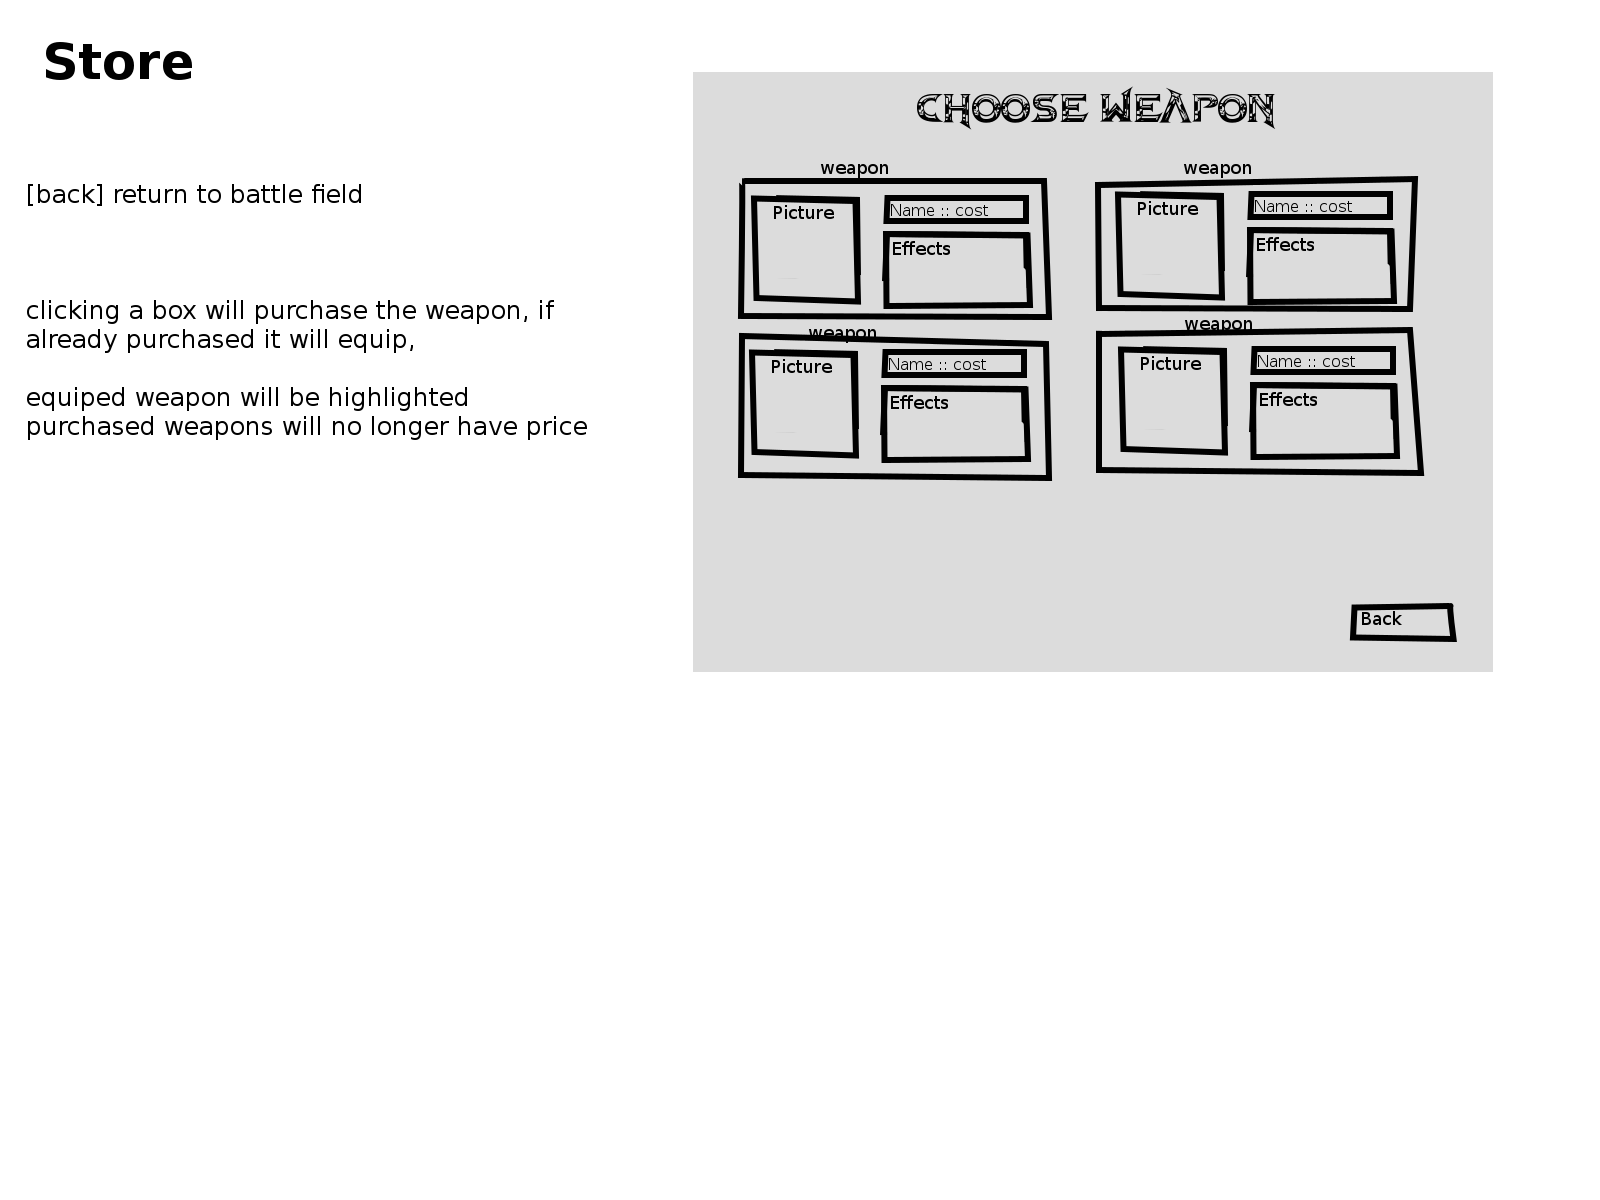 Store
[back] return to battle field
clicking a box will purchase the weapon, if
already purchased it will equip,
equiped weapon will be highlighted
purchased weapons will no longer have price
CHOOSE WEAPON
weapon
Picture
Name :: cost
Effects
weapon
Picture
Name :: cost
Effects
weapon
Picture
Name :: cost
Effects
weapon
Picture
Name :: cost
Effects
Back